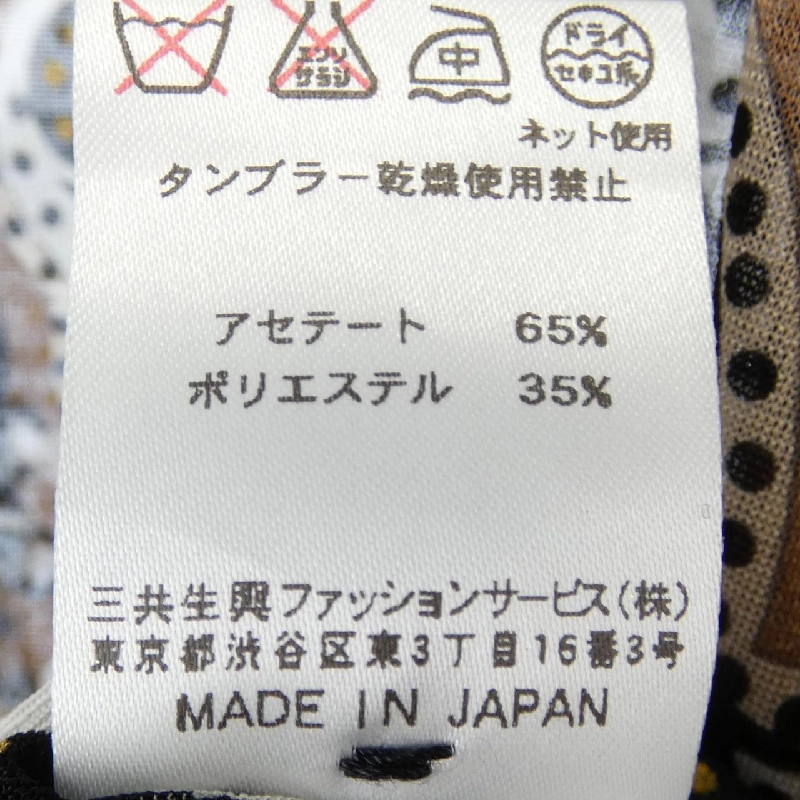 エンソ
サラシ
中
ドライ
セキユ系
ネット使用
タンブラー乾燥使用禁止
アセテート 65%
ポリエステル 35%
三共生興ファッションサービス(株)
東京都渋谷区東3丁目16番3号
MADE IN JAPAN